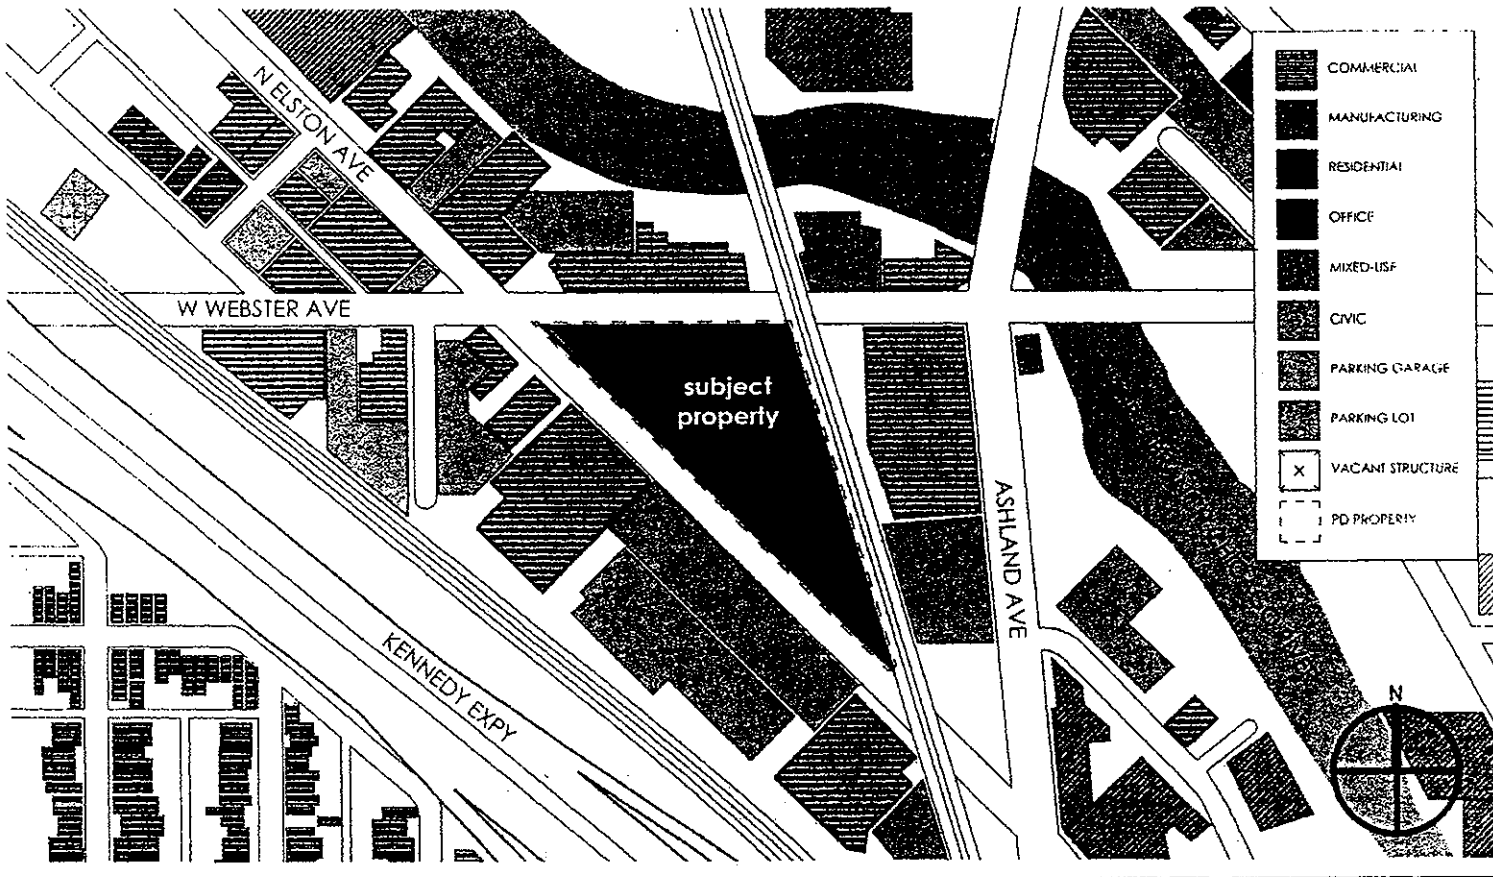 N ELSTON AVE
COMMERCIAL
MANUFACTURING
RESIDENTIAL
OFFICE
MIXED-USE
CIVIC
PARKING GARAGE
PARKING LOT
X VACANT STRUCTURE
PD PROPERTY
W WEBSTER AVE
subject
property
ASHLAND AVE
KENNEDY EXPY
N